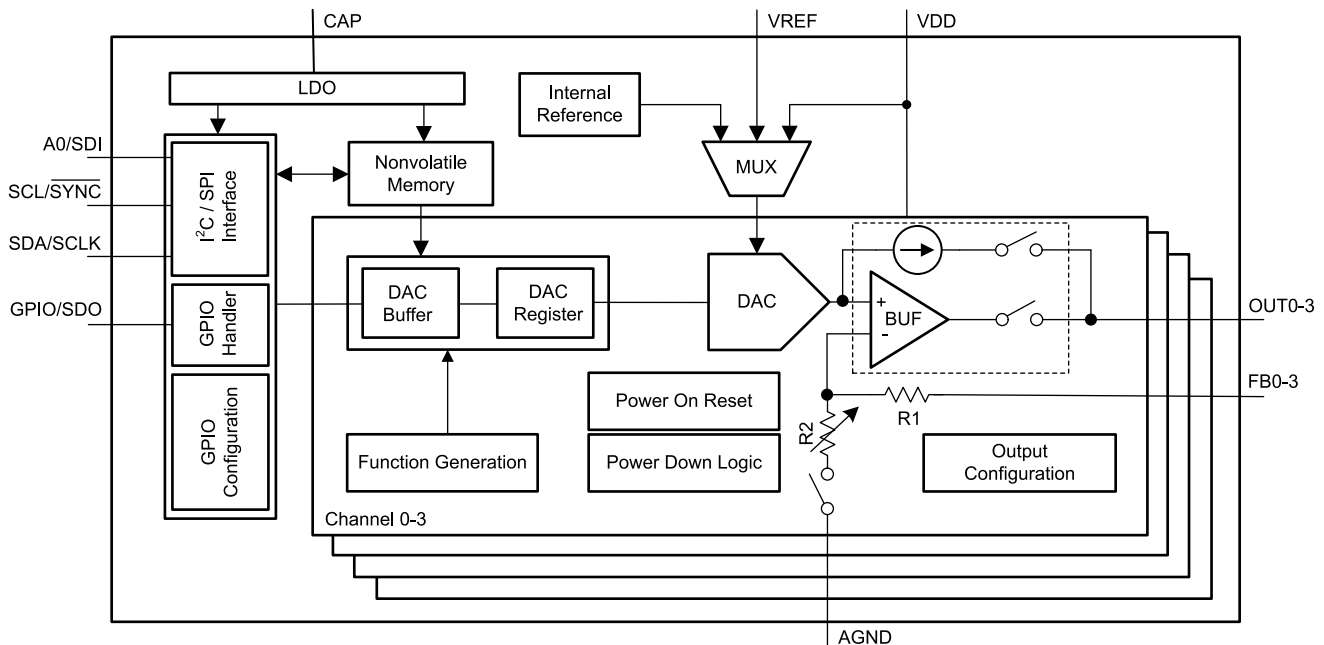 CAP
VREF
VDD
LDO
Internal
Reference
A0/SDI
SCL/SYNC
SDA/SCLK
GPIO/SDO
I²C / SPI
Interface
GPIO
Handler
GPIO
Configuration
Nonvolatile
Memory
MUX
DAC
Buffer
DAC
Register
DAC
+
BUF
-
OUT0-3
FB0-3
R1
R2
Power On Reset
Function Generation
Power Down Logic
Output
Configuration
Channel 0-3
AGND